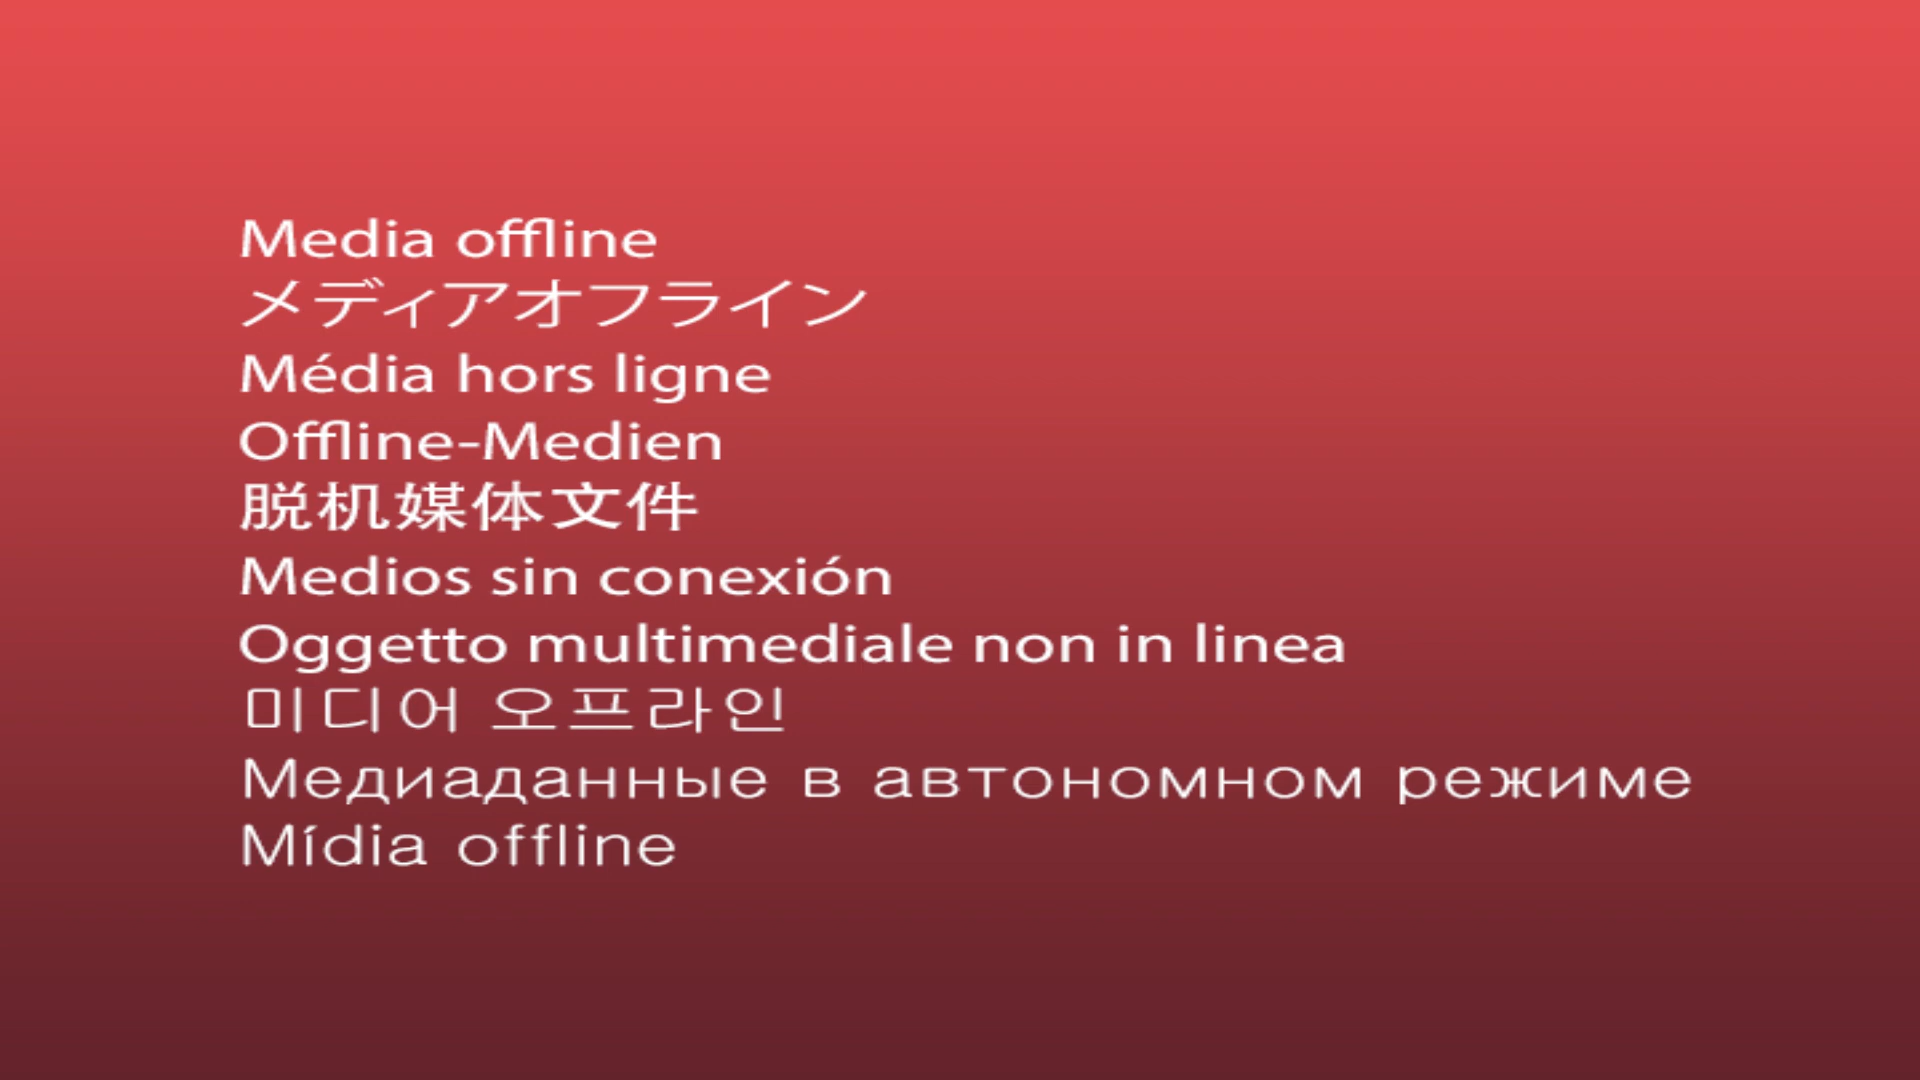 Media offline
メディアオフライン
Média hors ligne
Offline-Medien
脱机媒体文件
Medios sin conexión
Oggetto multimediale non in linea
미디어 오프라인
Медиаданные в автономном режиме
Mídia offline